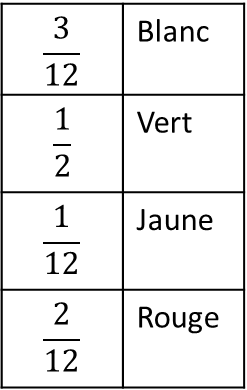 3/12 Blanc
1/2 Vert
1/12 Jaune
2/12 Rouge